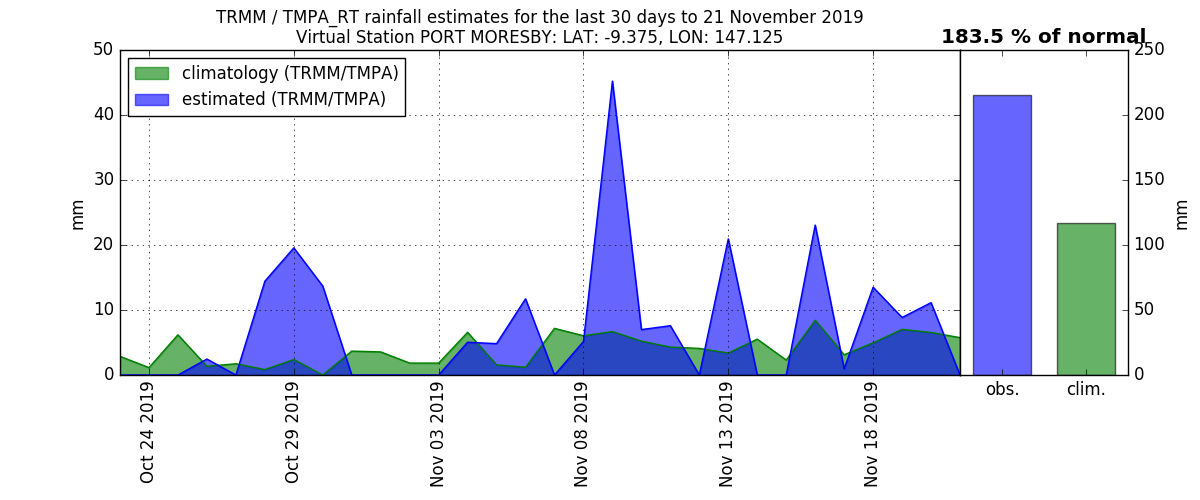 TRMM / TMPA_RT rainfall estimates for the last 30 days to 21 November 2019
Virtual Station PORT MORESBY: LAT: -9.375, LON: 147.125
183.5 % of normal
climatology (TRMM/TMPA)
estimated (TRMM/TMPA)
50
40
30
20
10
0
mm
Oct 24 2019
Oct 29 2019
Nov 03 2019
Nov 08 2019
Nov 13 2019
Nov 18 2019
250
200
150
100
50
0
mm
obs.
clim.